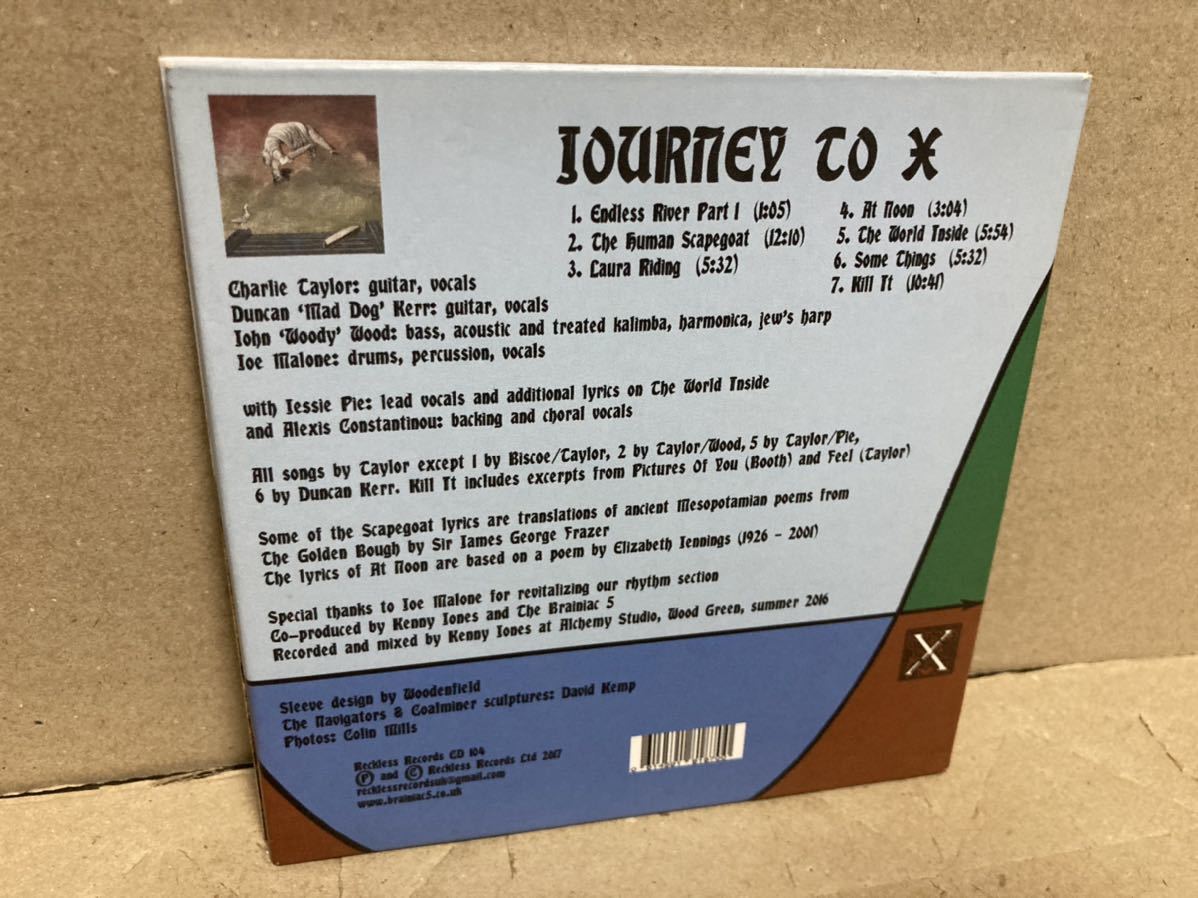 JOURNEY TO X
1. Endless River Part 1 (1:05)
2. The Human Scapegoat (12:10)
3. Laura Riding (5:32)
4. At Noon (3:04)
5. The World Inside (5:54)
6. Some Things (5:32)
7. Kill It (10:41)
Charlie Taylor: guitar, vocals
Duncan 'Mad Dog' Kerr: guitar, vocals
John 'Woody' Wood: bass, acoustic and treated kalimba, harmonica, jew's harp
Joe Malone: drums, percussion, vocals
with Jessie Pie: lead vocals and additional lyrics on The World Inside
and Alexis Constantinou: backing and choral vocals
All songs by Taylor except 1 by Biscoe/Taylor, 2 by Taylor/Wood, 5 by Taylor/Pie,
6 by Duncan Kerr. Kill It includes excerpts from Pictures Of You (Booth) and Feel (Taylor)
Some of the Scapegoat lyrics are translations of ancient Mesopotamian poems from
The Golden Bough by Sir James George Frazer
The lyrics of At Noon are based on a poem by Elizabeth Jennings (1926 - 2001)
Special thanks to Joe Malone for revitalizing our rhythm section
Co-produced by Kenny Jones and The Brainiac 5
Recorded and mixed by Kenny Jones at Alchemy Studio, Wood Green, summer 2016
X
Sleeve design by Woodenfield
The Navigators & Coalminer sculptures: David Kemp
Photos: Colin Mills
Reckless Records CD 104
℗ and © Reckless Records Ltd 2017
recklessrecordsuk@gmail.com
www.brainiac5.co.uk